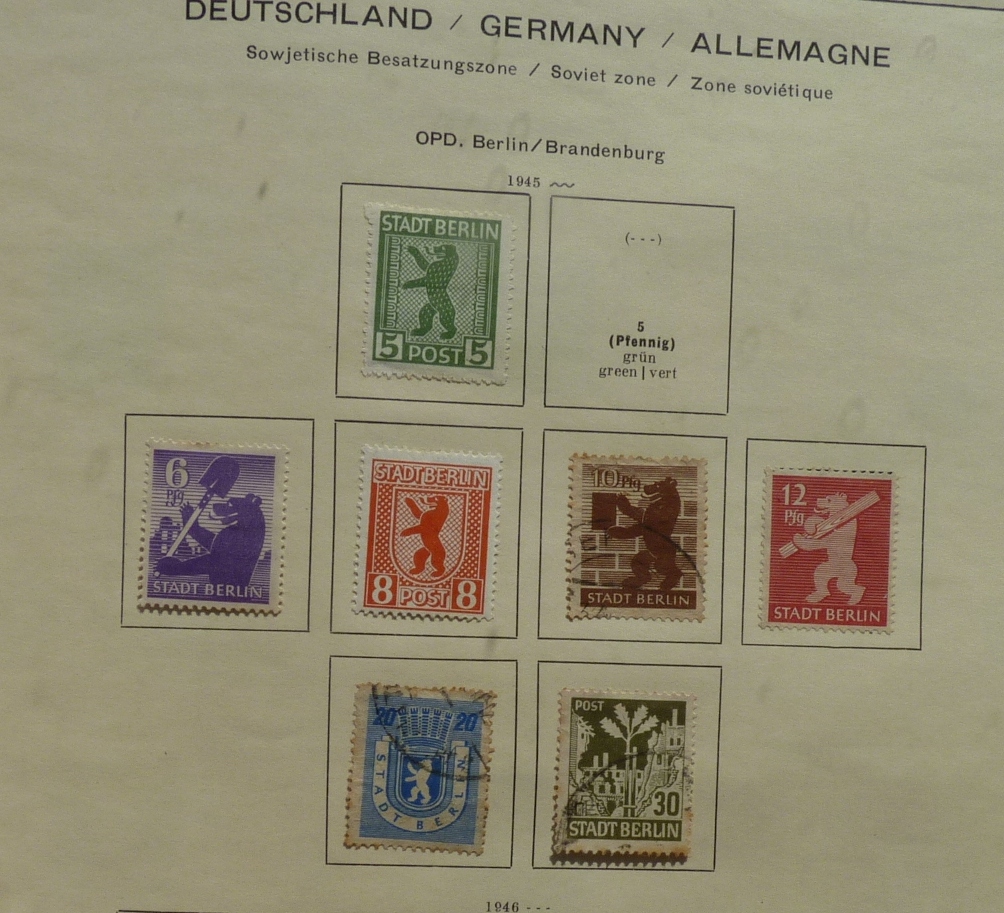 DEUTSCHLAND / GERMANY / ALLEMAGNE
Sowjetische Besatzungszone / Soviet zone / Zone soviétique
OPD. Berlin/Brandenburg
1945
STADT BERLIN
5 POST 5
(---)
5
(Pfennig)
grün
green | vert
6
Pfg
STADT BERLIN
STADT BERLIN
8 POST 8
10 Pfg
STADT BERLIN
12
Pfg
STADT BERLIN
20 20
STADT BERLIN
POST
30
STADT BERLIN
1946 ---